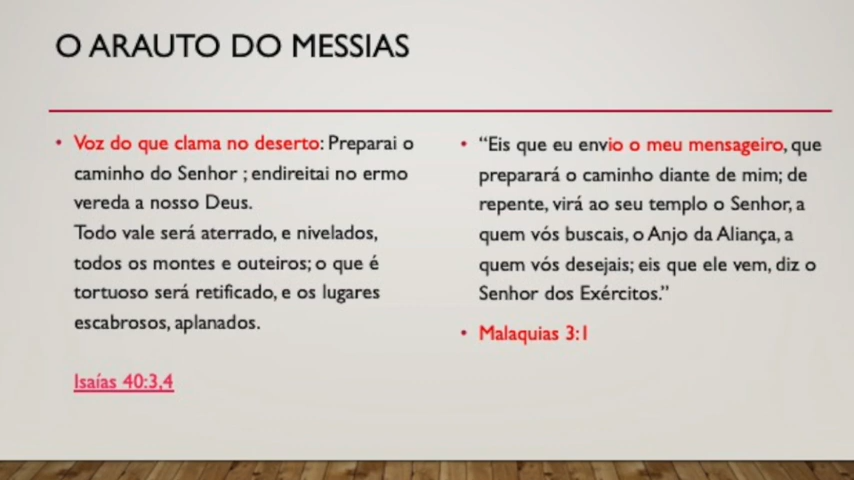 O ARAUTO DO MESSIAS
• Voz do que clama no deserto: Preparai o
caminho do Senhor ; endireitai no ermo
vereda a nosso Deus.
Todo vale será aterrado, e nivelados,
todos os montes e outeiros; o que é
tortuoso será retificado, e os lugares
escabrosos, aplanados.
Isaías 40:3,4
• “Eis que eu envio o meu mensageiro, que
preparará o caminho diante de mim; de
repente, virá ao seu templo o Senhor, a
quem vós buscais, o Anjo da Aliança, a
quem vós desejais; eis que ele vem, diz o
Senhor dos Exércitos.”
• Malaquias 3:1